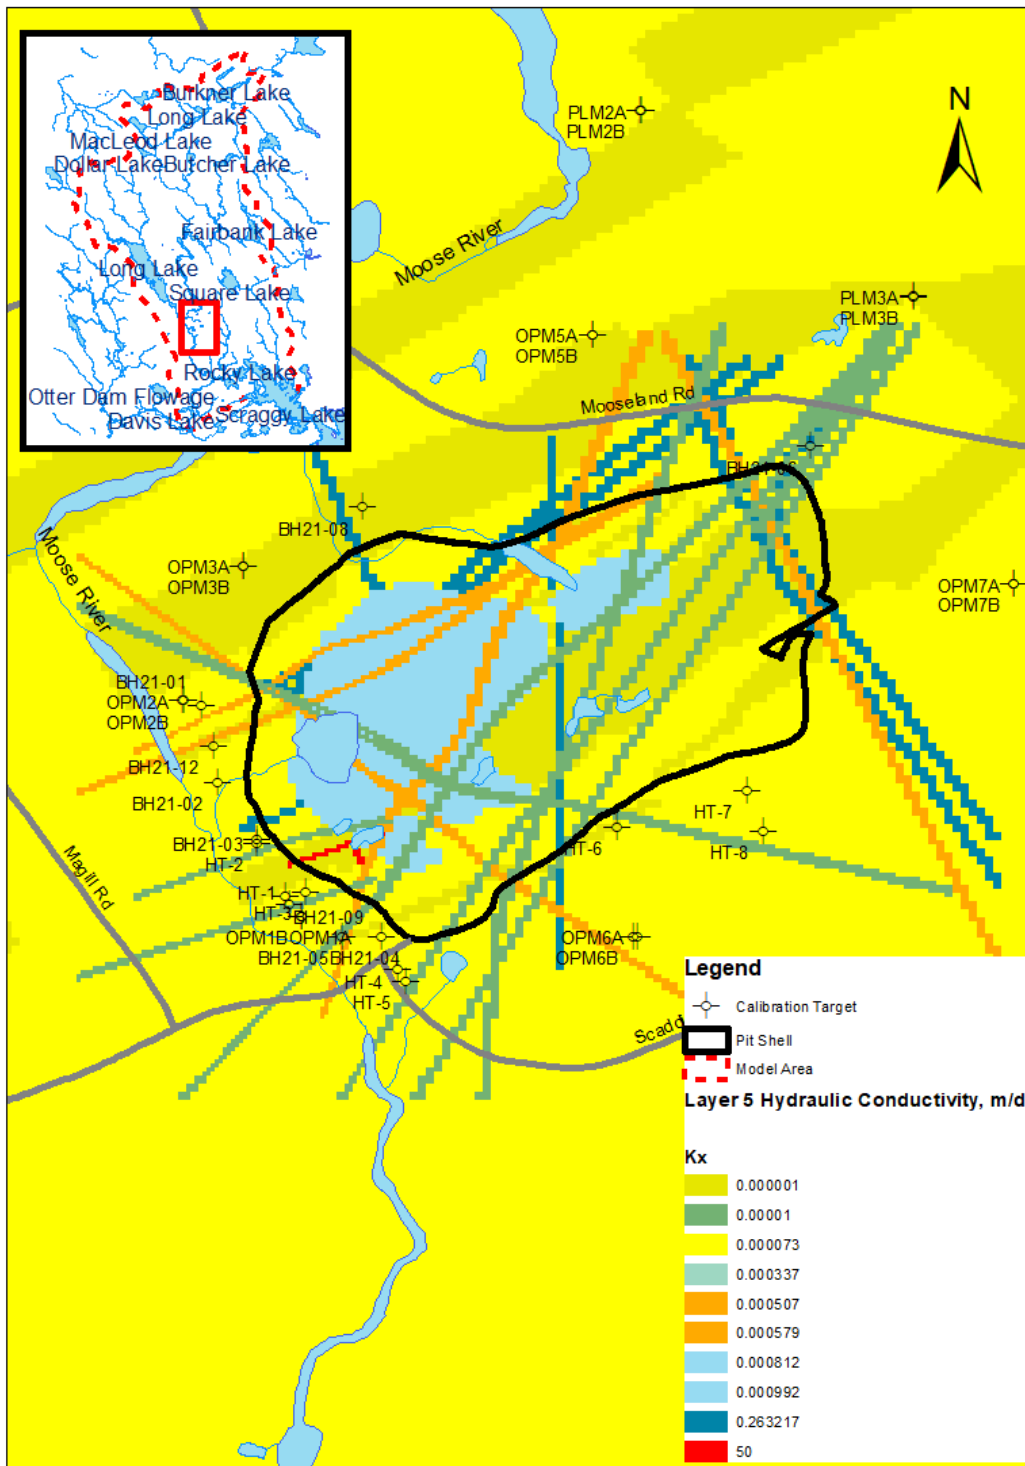 Burkner Lake
Long Lake
MacLeod Lake
Dollar Lake Butcher Lake
Fairbank Lake
Long Lake
Square Lake
Rocky Lake
Otter Dam Flowage
Davis Lake Scraggy Lake
N
PLM2A
PLM2B
Moose River
PLM3A
PLM3B
OPM5A
OPM5B
Mooseland Rd
BH21-06
BH21-08
Moose River
OPM3A
OPM3B
OPM7A
OPM7B
BH21-01
OPM2A
OPM2B
BH21-12
BH21-02
HT-7
BH21-03
HT-2
HT-6
HT-8
Magill Rd
HT-1
HT-3 BH21-09
OPM1B OPM1A
BH21-05 BH21-04
OPM6A
OPM6B
HT-4
HT-5
Scadd
Legend
Calibration Target
Pit Shell
Model Area
Layer 5 Hydraulic Conductivity, m/d
Kx
0.000001
0.00001
0.000073
0.000337
0.000507
0.000579
0.000812
0.000992
0.263217
50